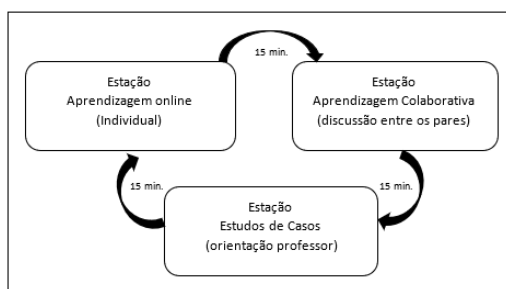 15 min.
Estação
Aprendizagem online
(Individual)
Estação
Aprendizagem Colaborativa
(discussão entre os pares)
15 min.
15 min.
Estação
Estudos de Casos
(orientação professor)